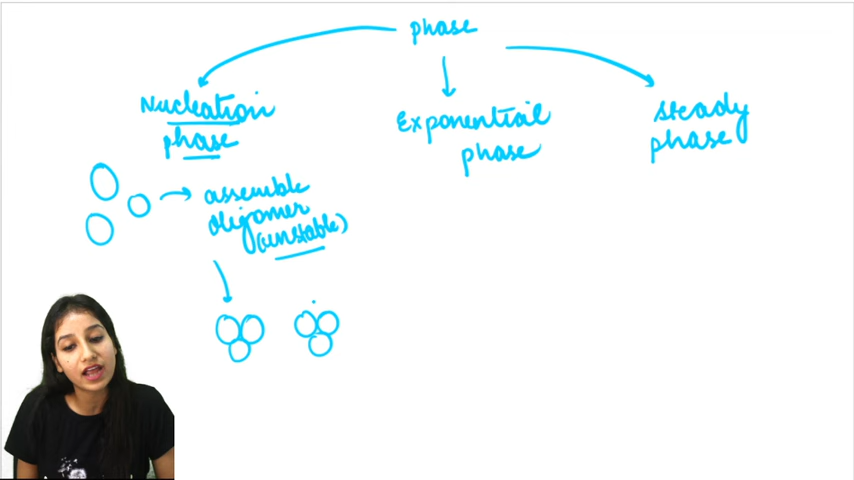 phase
Nucleation
phase
Exponential
phase
steady
phase
assemble
oligomer
(unstable)